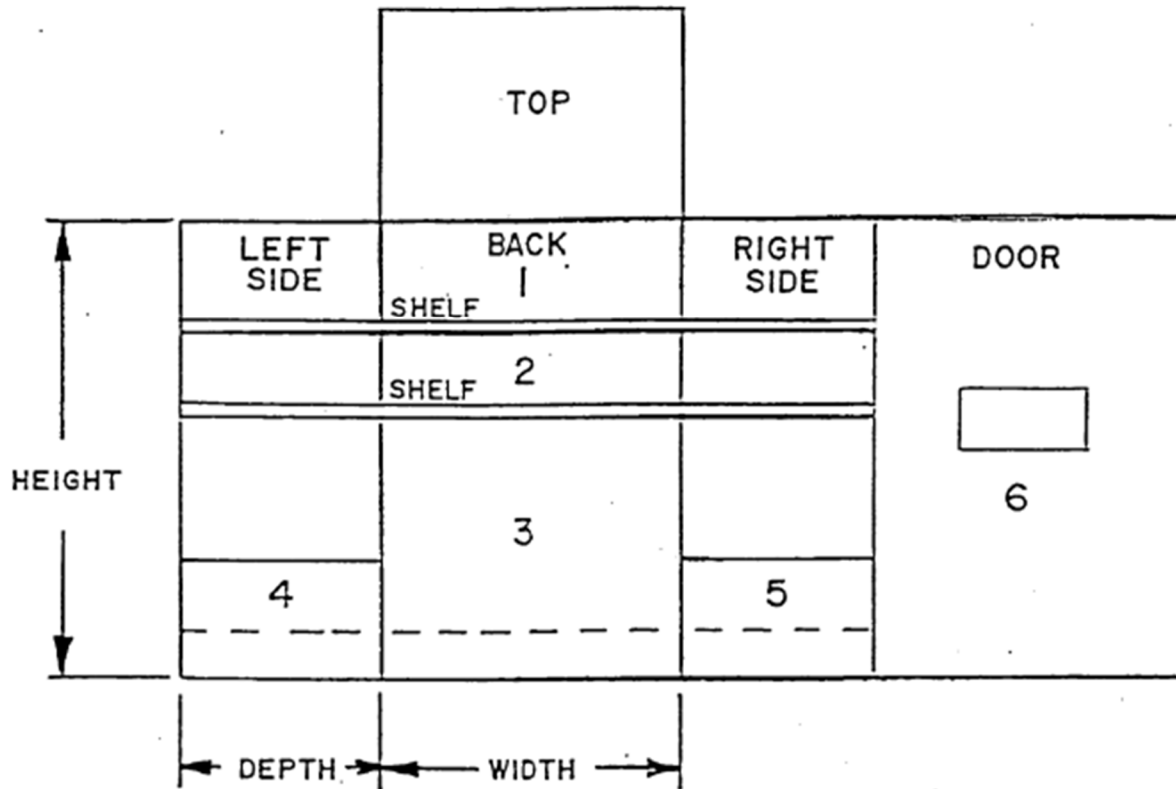 TOP
LEFT
SIDE
BACK
1
RIGHT
SIDE
DOOR
SHELF
2
SHELF
HEIGHT
6
3
4
5
DEPTH
WIDTH